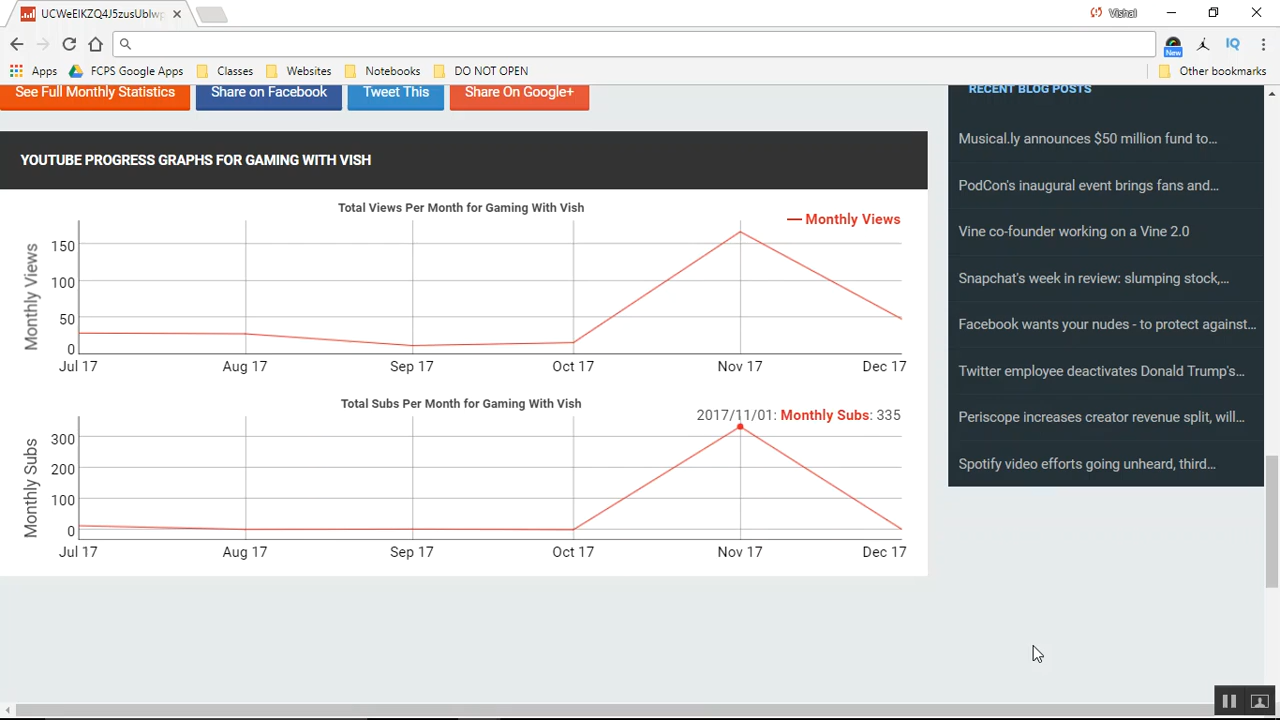 UCWeEIKZQ4J5zusUblwp
Vishal
Apps FCPS Google Apps Classes Websites Notebooks DO NOT OPEN Other bookmarks
New
IQ
See Full Monthly Statistics Share on Facebook Tweet This Share On Google+
YOUTUBE PROGRESS GRAPHS FOR GAMING WITH VISH
Total Views Per Month for Gaming With Vish
Monthly Views
Monthly Views
150
100
50
0
Jul 17 Aug 17 Sep 17 Oct 17 Nov 17 Dec 17
Total Subs Per Month for Gaming With Vish
2017/11/01: Monthly Subs: 335
Monthly Subs
300
200
100
0
Jul 17 Aug 17 Sep 17 Oct 17 Nov 17 Dec 17
RECENT BLOG POSTS
Musical.ly announces $50 million fund to...
PodCon's inaugural event brings fans and...
Vine co-founder working on a Vine 2.0
Snapchat's week in review: slumping stock,...
Facebook wants your nudes - to protect against...
Twitter employee deactivates Donald Trump's...
Periscope increases creator revenue split, will...
Spotify video efforts going unheard, third...